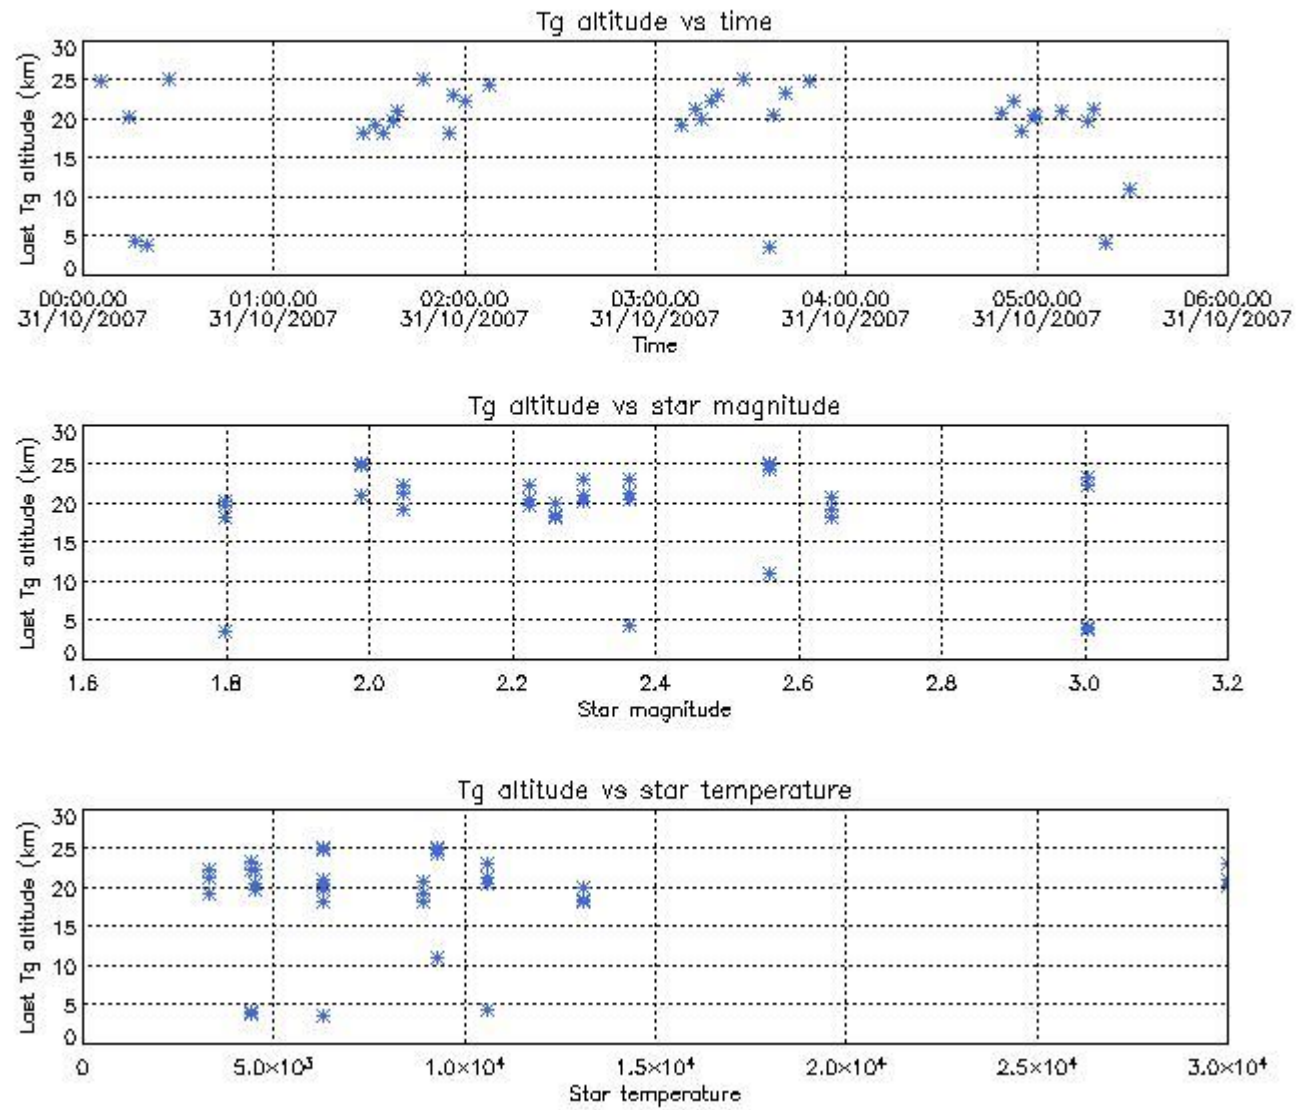 Tg altitude vs time
Last Tg altitude (km)
30
25
20
15
10
5
0
00:00.00 01:00.00 02:00.00 03:00.00 04:00.00 05:00.00 06:00.00
31/10/2007 31/10/2007 31/10/2007 31/10/2007 31/10/2007 31/10/2007 31/10/2007
Time
Tg altitude vs star magnitude
Last Tg altitude (km)
30
25
20
15
10
5
0
1.6 1.8 2.0 2.2 2.4 2.6 2.8 3.0 3.2
Star magnitude
Tg altitude vs star temperature
Last Tg altitude (km)
30
25
20
15
10
5
0
0 5.0×10³ 1.0×10⁴ 1.5×10⁴ 2.0×10⁴ 2.5×10⁴ 3.0×10⁴
Star temperature